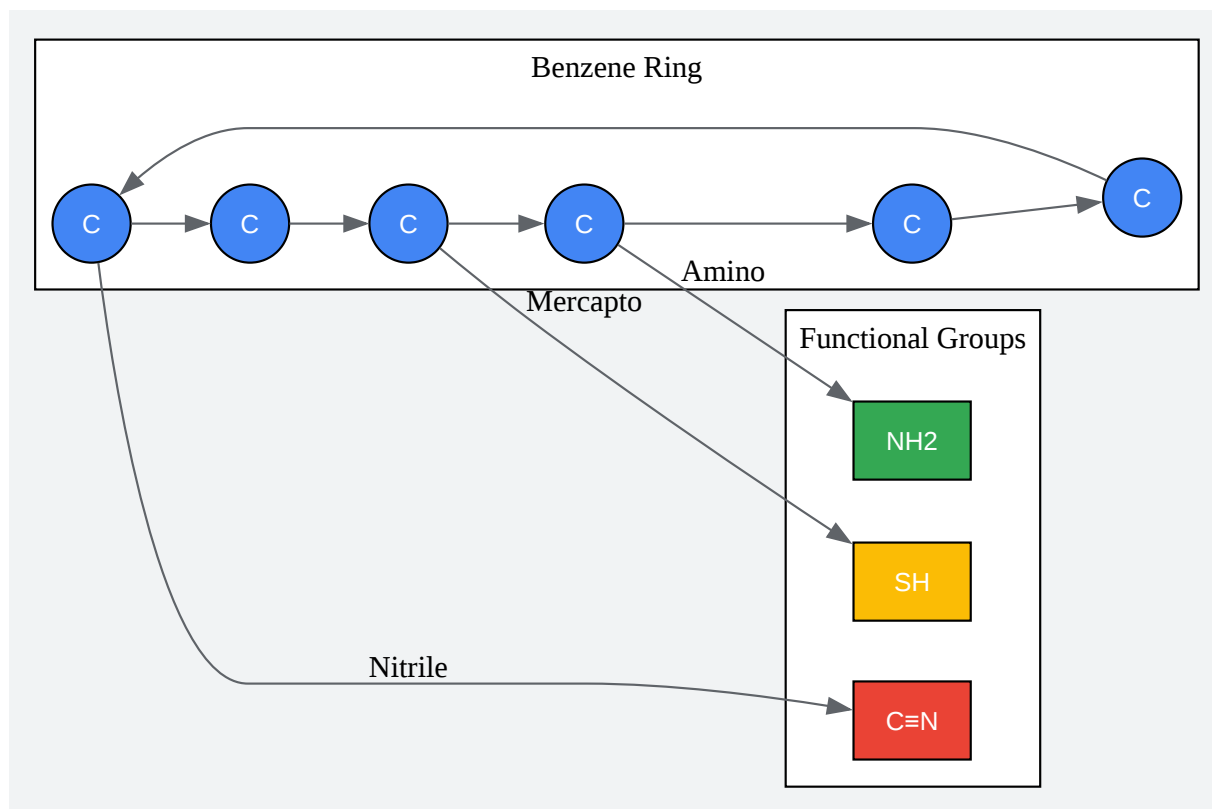 Benzene Ring
C
C
C
C
C
C
Amino
Mercapto
Functional Groups
NH2
SH
Nitrile
C≡N